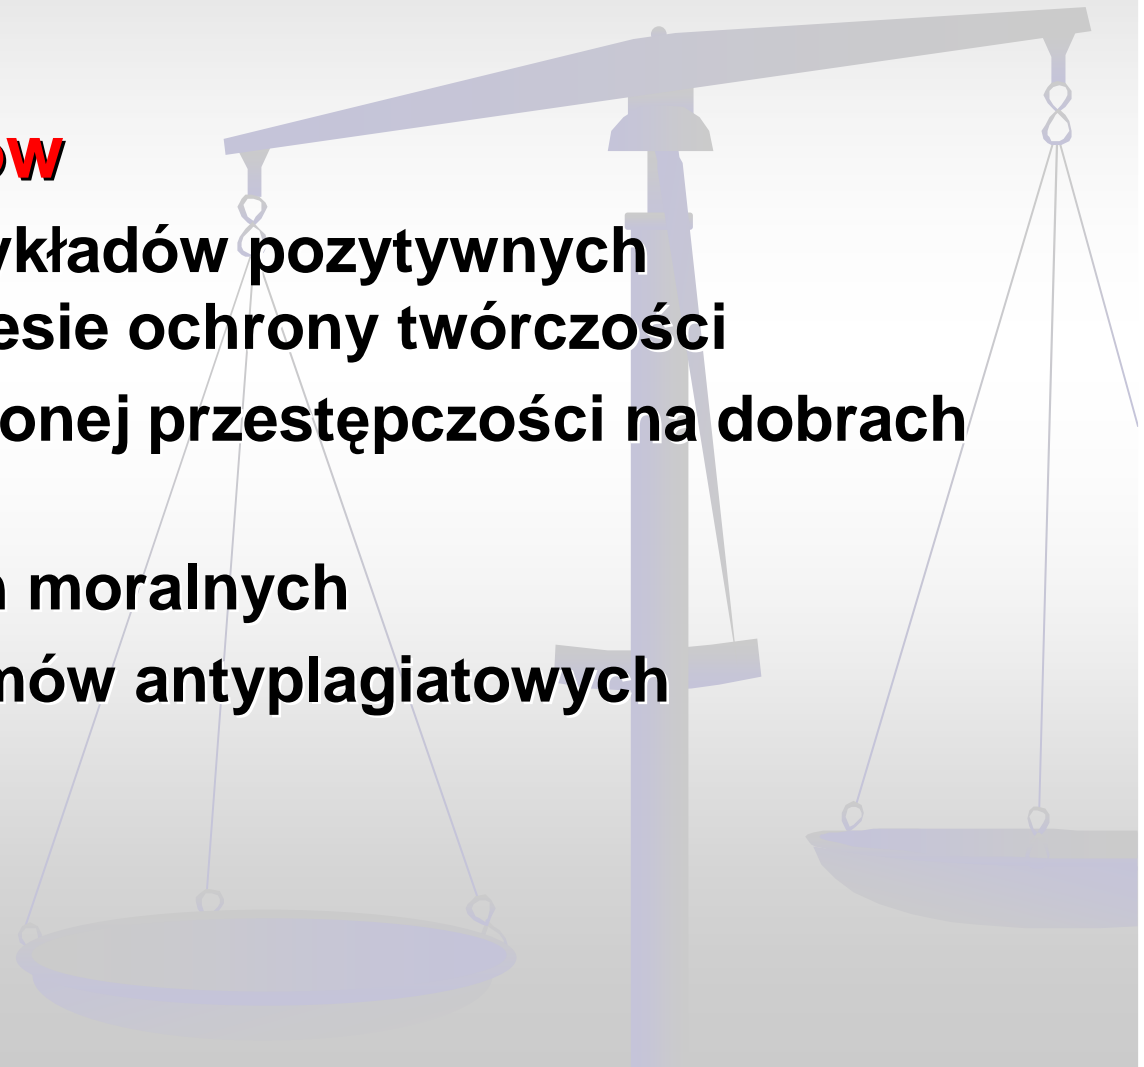 ów
ykładów pozytywnych
esie ochrony twórczości
onej przestępczości na dobrach
moralnych
mów antyplagiatowych